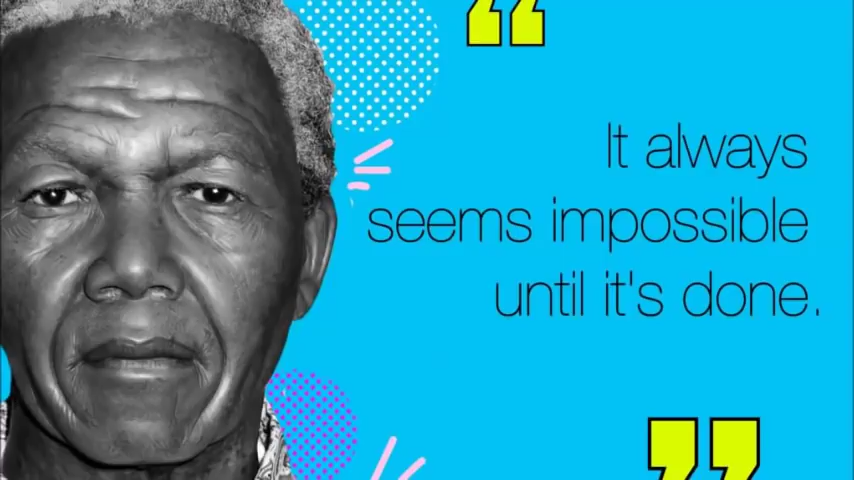 “
It always
seems impossible
until it's done.
”